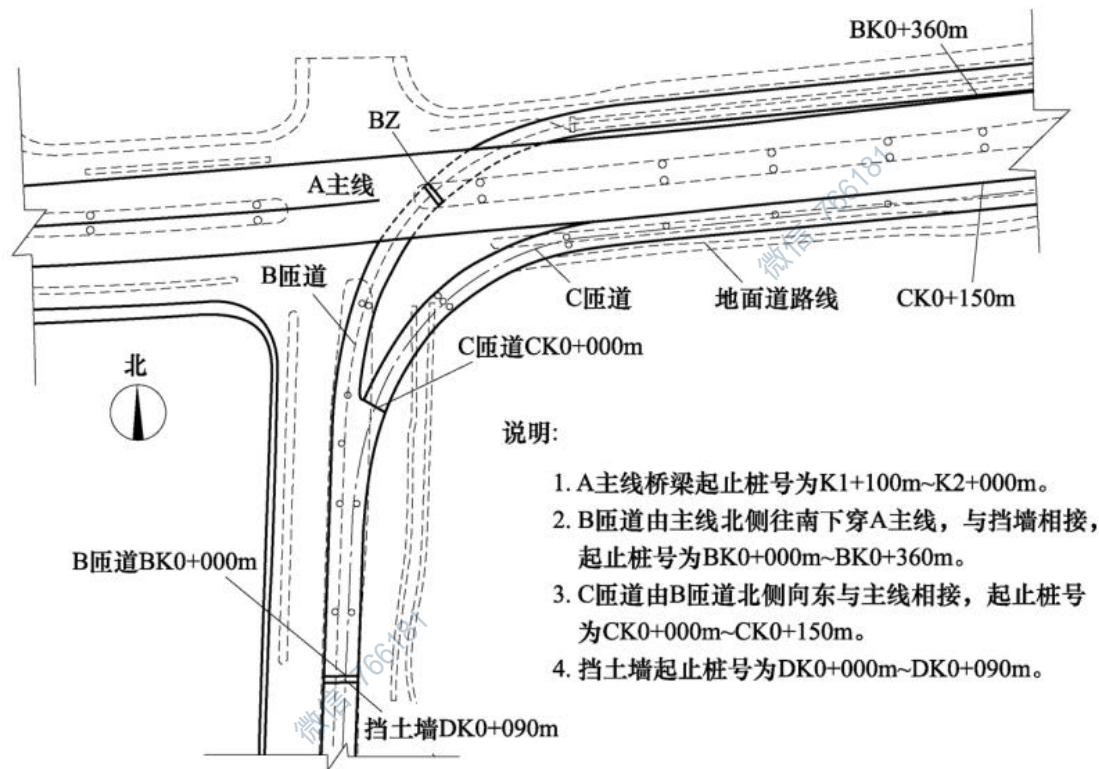 BK0+360m
BZ
A主线
B匝道
C匝道
地面道路线
CK0+150m
C匝道CK0+000m
北
说明:
1. A主线桥梁起止桩号为K1+100m~K2+000m。
2. B匝道由主线北侧往南下穿A主线，与挡墙相接，
起止桩号为BK0+000m~BK0+360m。
3. C匝道由B匝道北侧向东与主线相接，起止桩号
为CK0+000m~CK0+150m。
4. 挡土墙起止桩号为DK0+000m~DK0+090m。
B匝道BK0+000m
挡土墙DK0+090m
微信 766181
微信 766181